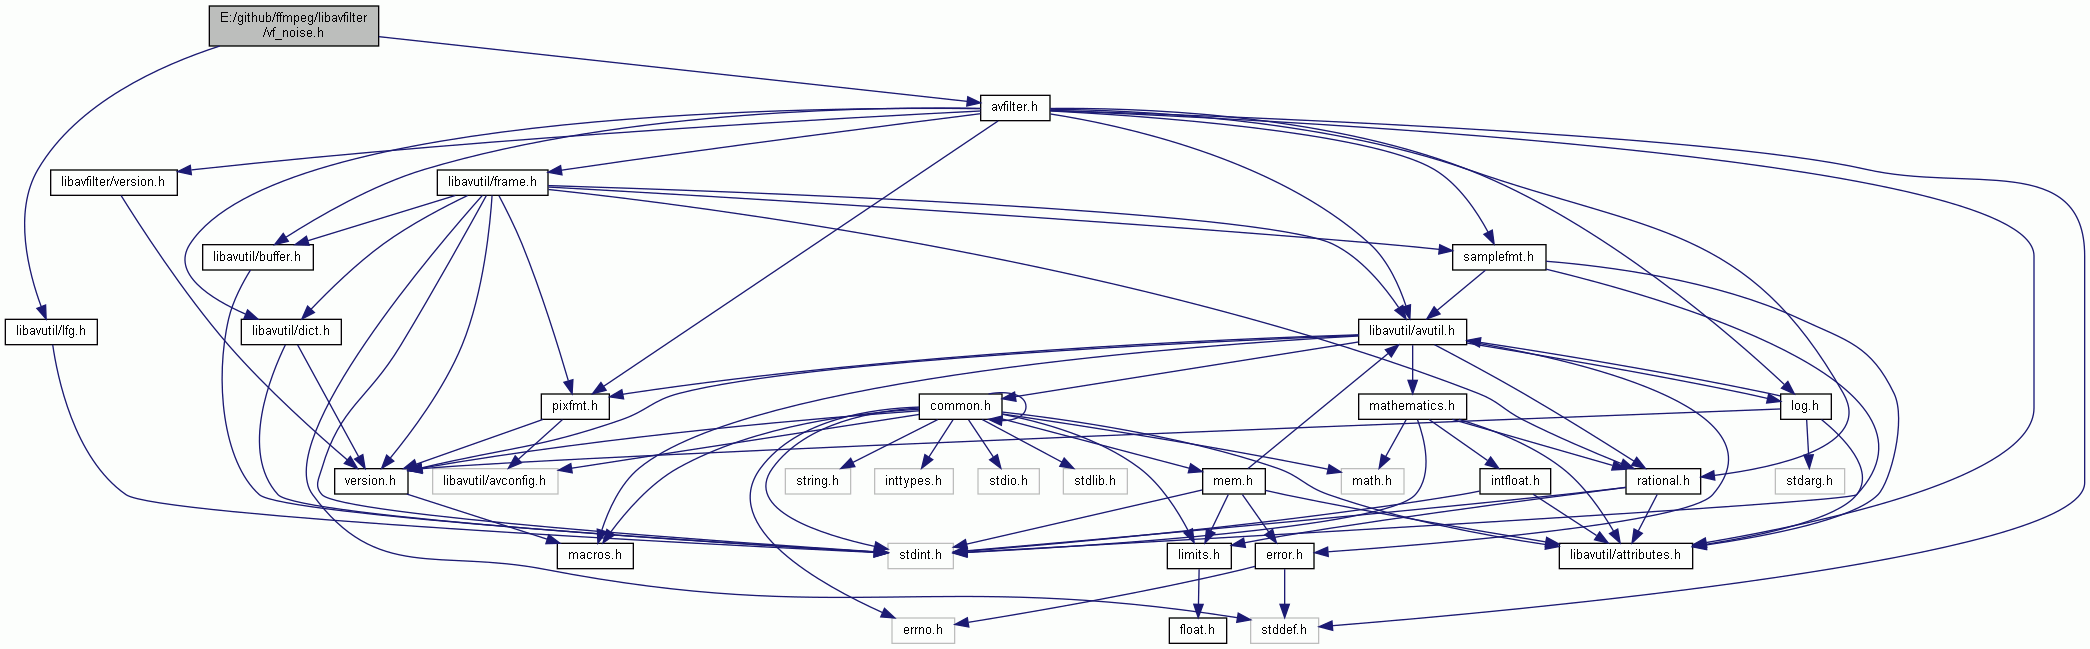 E:/github/ffmpeg/libavfilter
/vf_noise.h
avfilter.h
libavfilter/version.h
libavutil/frame.h
libavutil/buffer.h
samplefmt.h
libavutil/lfg.h
libavutil/dict.h
libavutil/avutil.h
pixfmt.h
common.h
mathematics.h
log.h
version.h
libavutil/avconfig.h
string.h
inttypes.h
stdio.h
stdlib.h
mem.h
math.h
intfloat.h
rational.h
stdarg.h
macros.h
stdint.h
limits.h
error.h
libavutil/attributes.h
errno.h
float.h
stddef.h